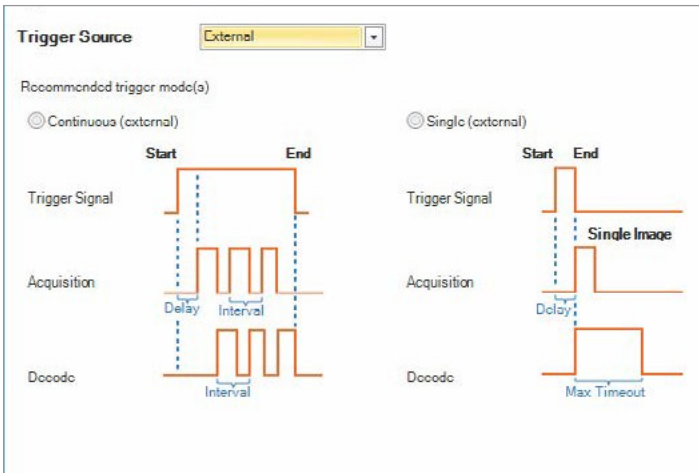 Trigger Source External
Recommended trigger mode(s)
Continuous (external)
Start End
Trigger Signal
Acquisition
Delay Interval
Decode
Interval
Single (external)
Start End
Trigger Signal
Single Image
Acquisition
Delay
Decode
Max Timeout